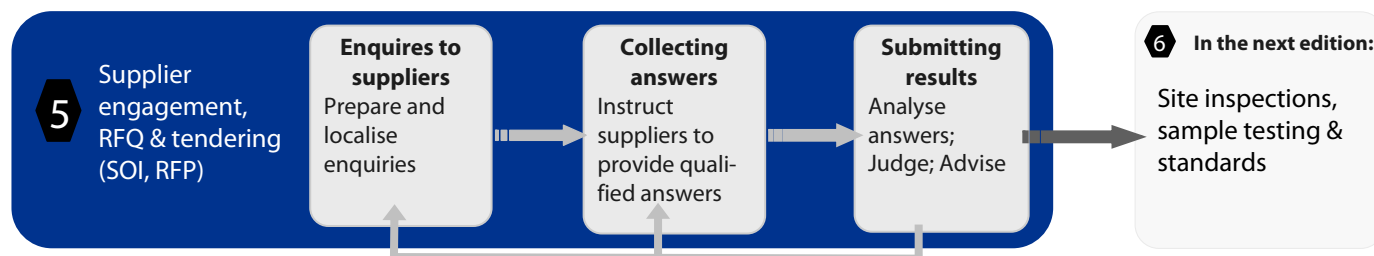 5
Supplier
engagement,
RFQ & tendering
(SOI, RFP)
Enquires to
suppliers
Prepare and
localise
enquiries
Collecting
answers
Instruct
suppliers to
provide quali-
fied answers
Submitting
results
Analyse
answers;
Judge; Advise
6 In the next edition:
Site inspections,
sample testing &
standards